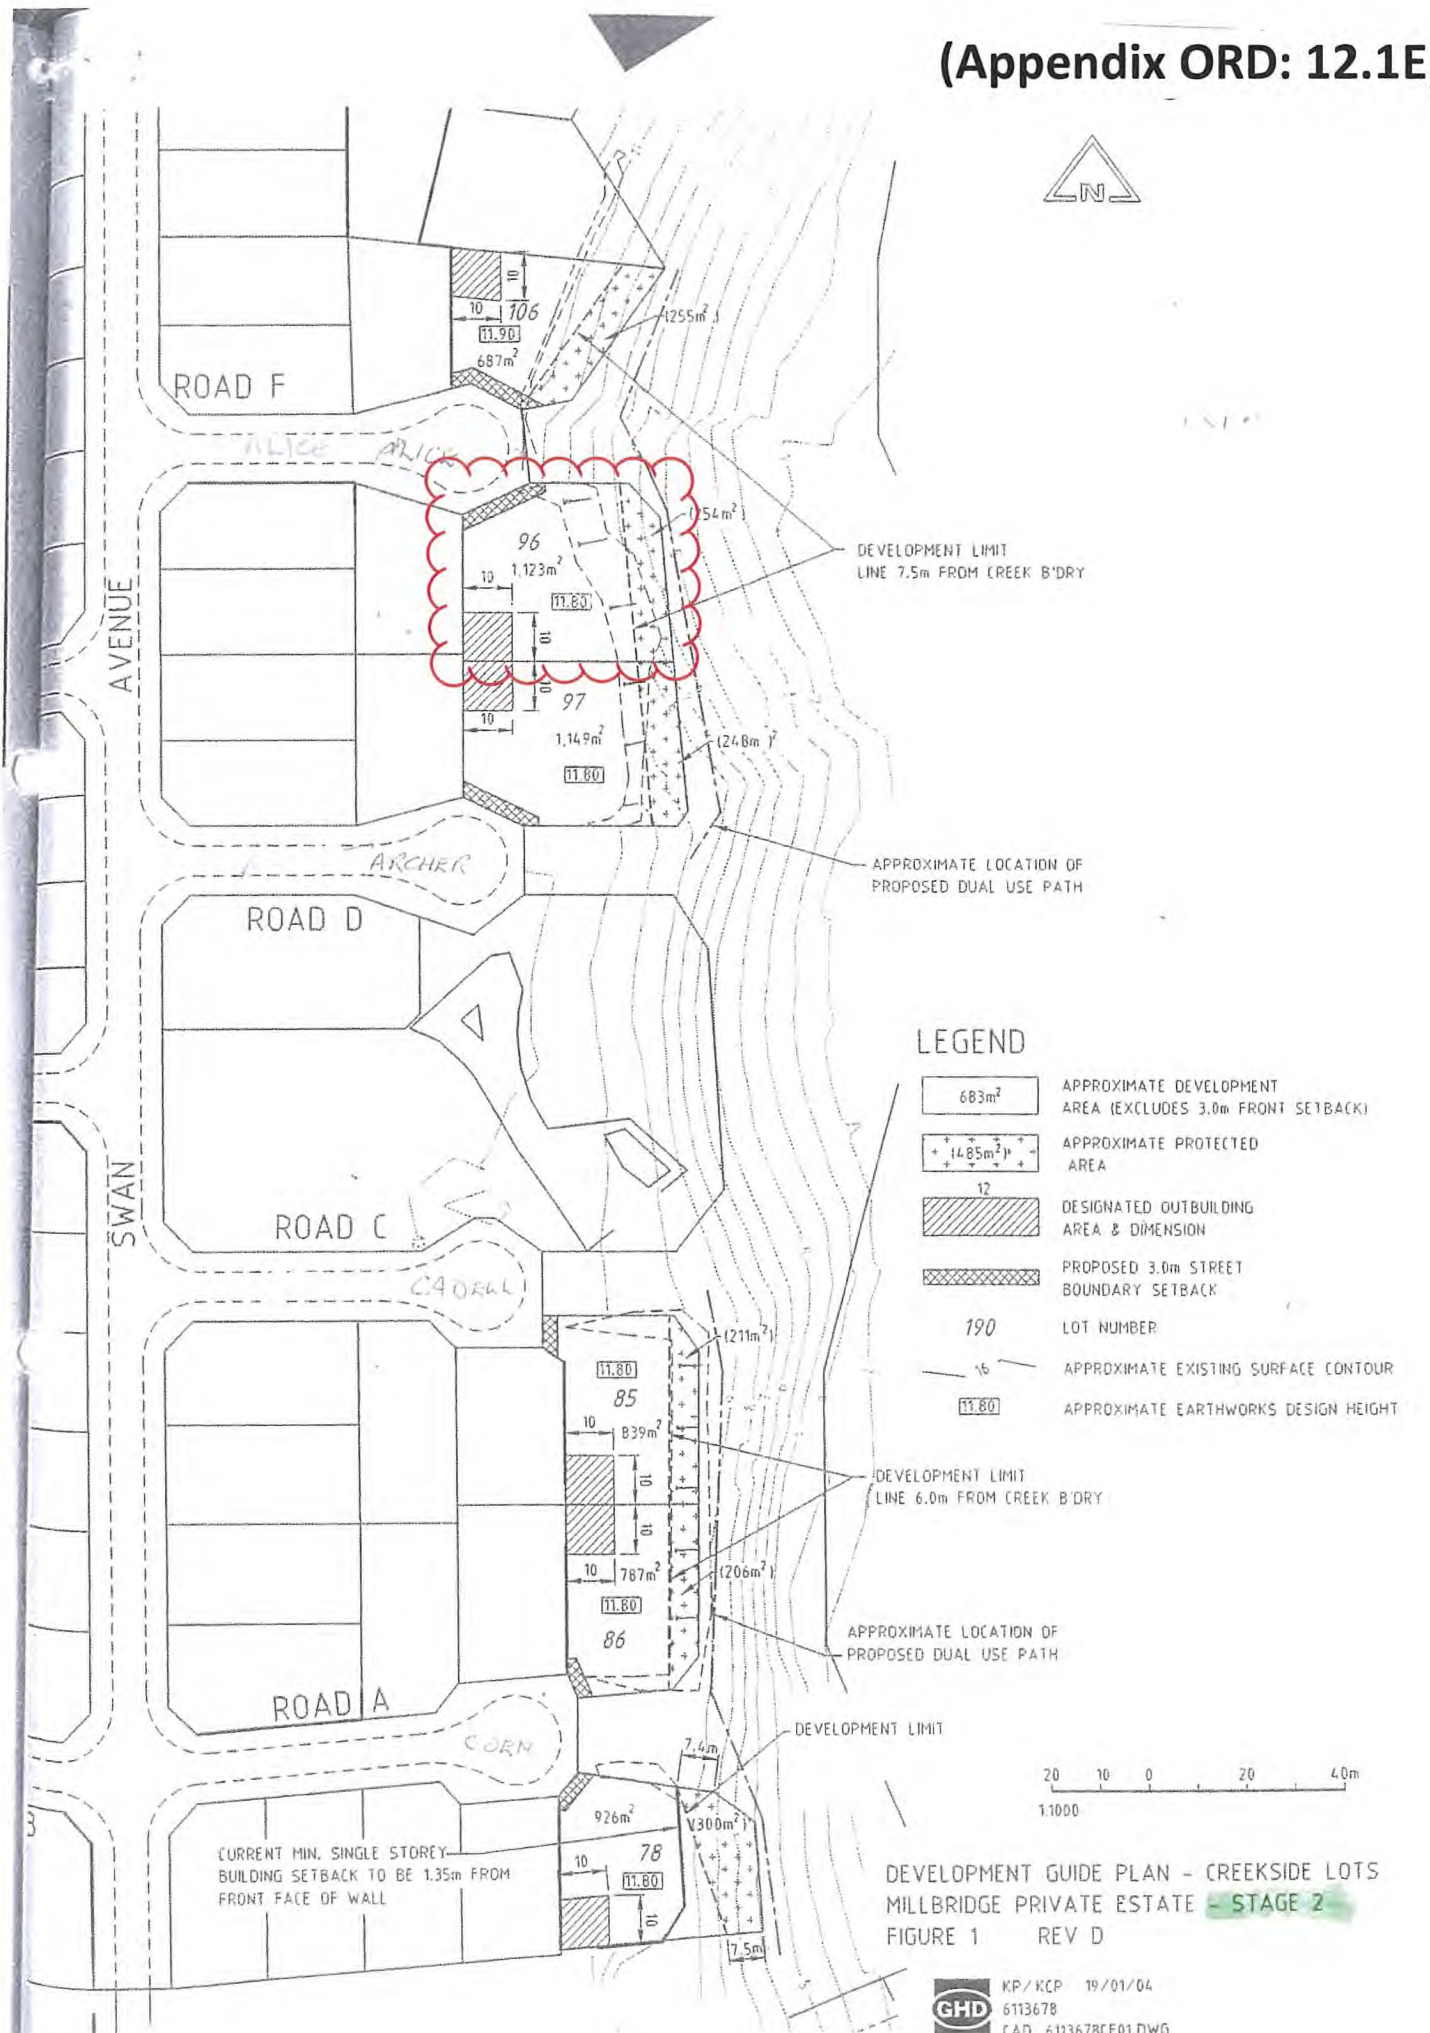 (Appendix ORD: 12.1E
N
10
10
106
11.90
687m²
(255m²)
ROAD F
ALICE ALICE
96
1,123m²
10
11.80
10
(254m²)
DEVELOPMENT LIMIT
LINE 7.5m FROM CREEK B'DRY
AVENUE
10
97
10
1,149m²
11.80
(248m²)
ARCHER
APPROXIMATE LOCATION OF
PROPOSED DUAL USE PATH
ROAD D
LEGEND
683m²
APPROXIMATE DEVELOPMENT
AREA (EXCLUDES 3.0m FRONT SETBACK)
(485m²)
APPROXIMATE PROTECTED
AREA
12
DESIGNATED OUTBUILDING
AREA & DIMENSION
PROPOSED 3.0m STREET
BOUNDARY SETBACK
190
LOT NUMBER
16
APPROXIMATE EXISTING SURFACE CONTOUR
11.80
APPROXIMATE EARTHWORKS DESIGN HEIGHT
SWAN
ROAD C
CADELL
(211m²)
11.80
85
10
839m²
10
DEVELOPMENT LIMIT
LINE 6.0m FROM CREEK B'DRY
10
10
787m²
(206m²)
11.80
86
APPROXIMATE LOCATION OF
PROPOSED DUAL USE PATH
ROAD A
CORN
DEVELOPMENT LIMIT
7.4m
20 10 0 20 40m
1:1000
926m²
(300m²)
78
10
11.80
10
7.5m
CURRENT MIN. SINGLE STOREY
BUILDING SETBACK TO BE 1.35m FROM
FRONT FACE OF WALL
DEVELOPMENT GUIDE PLAN - CREEKSIDE LOTS
MILLBRIDGE PRIVATE ESTATE - STAGE 2
FIGURE 1 REV D
GHD
KP/KCP 19/01/04
6113678
CAD 6113678CE01.DWG